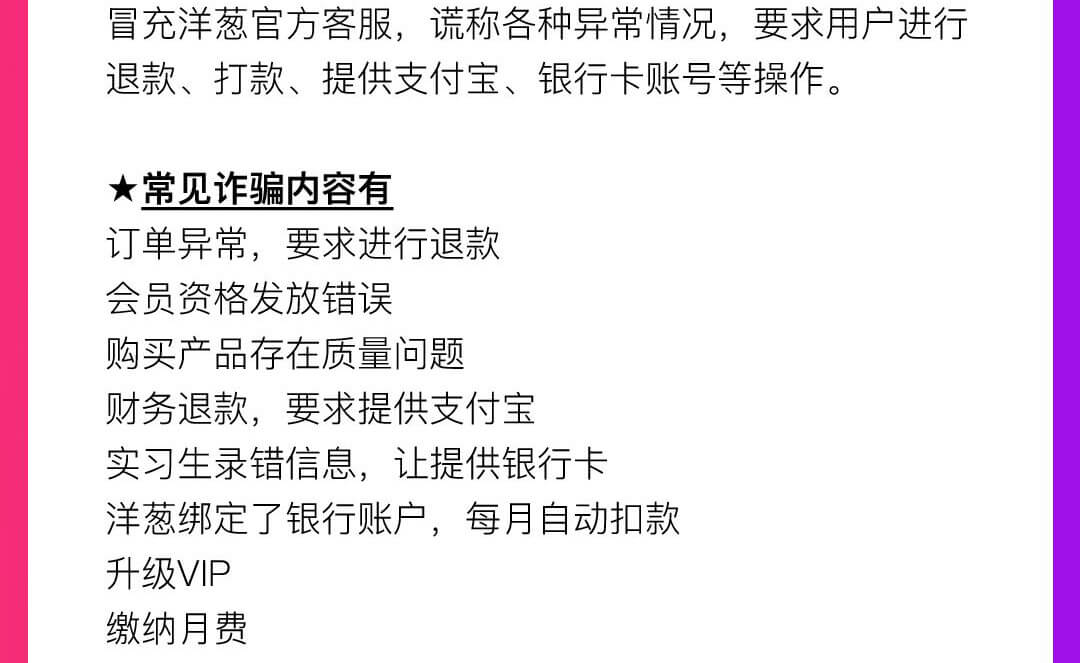 冒充洋葱官方客服，谎称各种异常情况，要求用户进行
退款、打款、提供支付宝、银行卡账号等操作。
★常见诈骗内容有
订单异常，要求进行退款
会员资格发放错误
购买产品存在质量问题
财务退款，要求提供支付宝
实习生录错信息，让提供银行卡
洋葱绑定了银行账户，每月自动扣款
升级VIP
缴纳月费